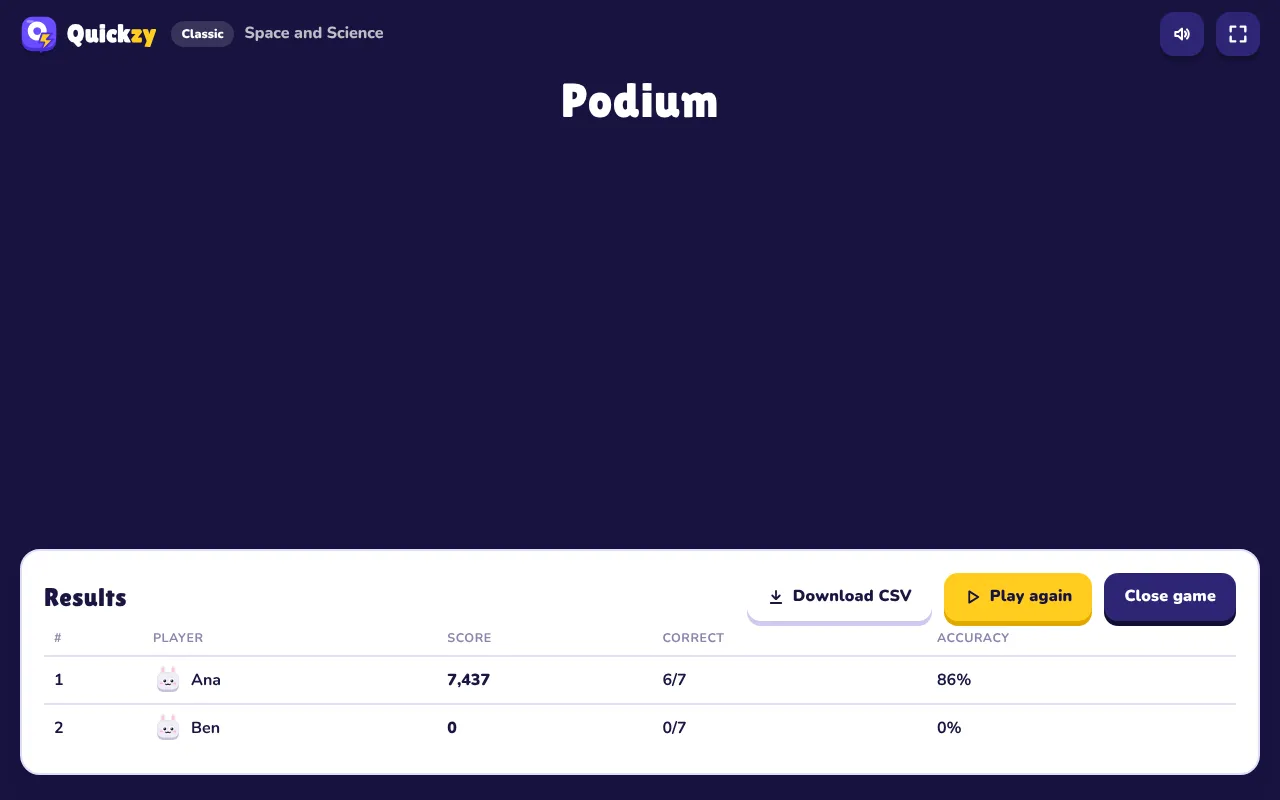 Quickzy Classic Space and Science
Podium
Results Download CSV Play again Close game
# PLAYER SCORE CORRECT ACCURACY
1 Ana 7,437 6/7 86%
2 Ben 0 0/7 0%